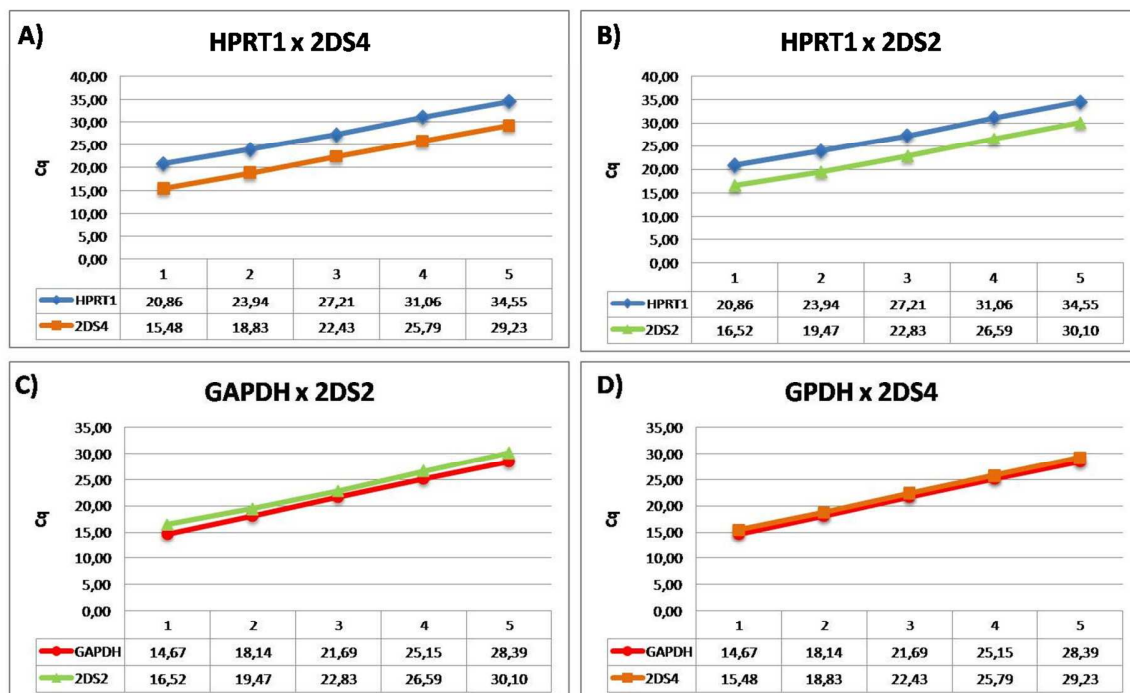 A)
HPRT1 x 2DS4
Cq
40,00
35,00
30,00
25,00
20,00
15,00
10,00
5,00
0,00
1 2 3 4 5
HPRT1 20,86 23,94 27,21 31,06 34,55
2DS4 15,48 18,83 22,43 25,79 29,23
B)
HPRT1 x 2DS2
Cq
40,00
35,00
30,00
25,00
20,00
15,00
10,00
5,00
0,00
1 2 3 4 5
HPRT1 20,86 23,94 27,21 31,06 34,55
2DS2 16,52 19,47 22,83 26,59 30,10
C)
GAPDH x 2DS2
Cq
35,00
30,00
25,00
20,00
15,00
10,00
5,00
0,00
1 2 3 4 5
GAPDH 14,67 18,14 21,69 25,15 28,39
2DS2 16,52 19,47 22,83 26,59 30,10
D)
GPDH x 2DS4
Cq
35,00
30,00
25,00
20,00
15,00
10,00
5,00
0,00
1 2 3 4 5
GAPDH 14,67 18,14 21,69 25,15 28,39
2DS4 15,48 18,83 22,43 25,79 29,23